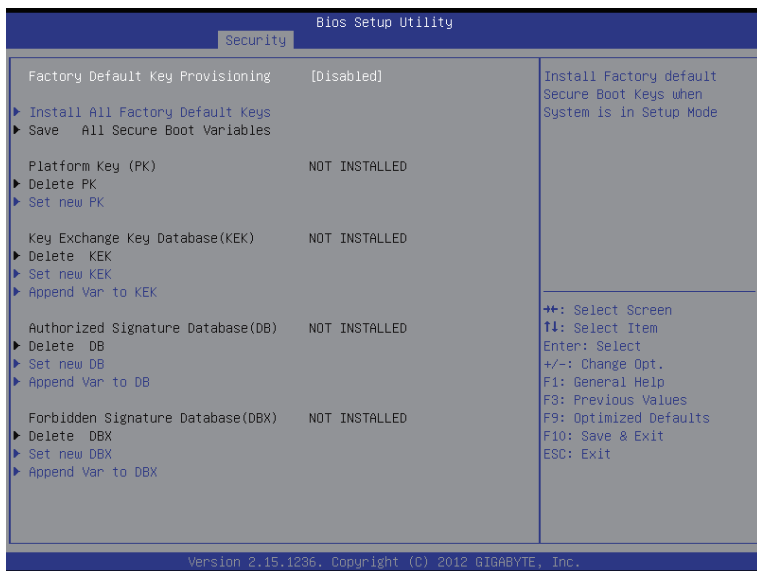 Bios Setup Utility
Security
Factory Default Key Provisioning [Disabled]
Install All Factory Default Keys
Save All Secure Boot Variables
Platform Key (PK) NOT INSTALLED
Delete PK
Set new PK
Key Exchange Key Database(KEK) NOT INSTALLED
Delete KEK
Set new KEK
Append Var to KEK
Authorized Signature Database(DB) NOT INSTALLED
Delete DB
Set new DB
Append Var to DB
Forbidden Signature Database(DBX) NOT INSTALLED
Delete DBX
Set new DBX
Append Var to DBX
Install Factory default
Secure Boot Keys when
System is in Setup Mode
→←: Select Screen
↑↓: Select Item
Enter: Select
+/-: Change Opt.
F1: General Help
F3: Previous Values
F9: Optimized Defaults
F10: Save & Exit
ESC: Exit
Version 2.15.1236. Copyright (C) 2012 GIGABYTE, Inc.